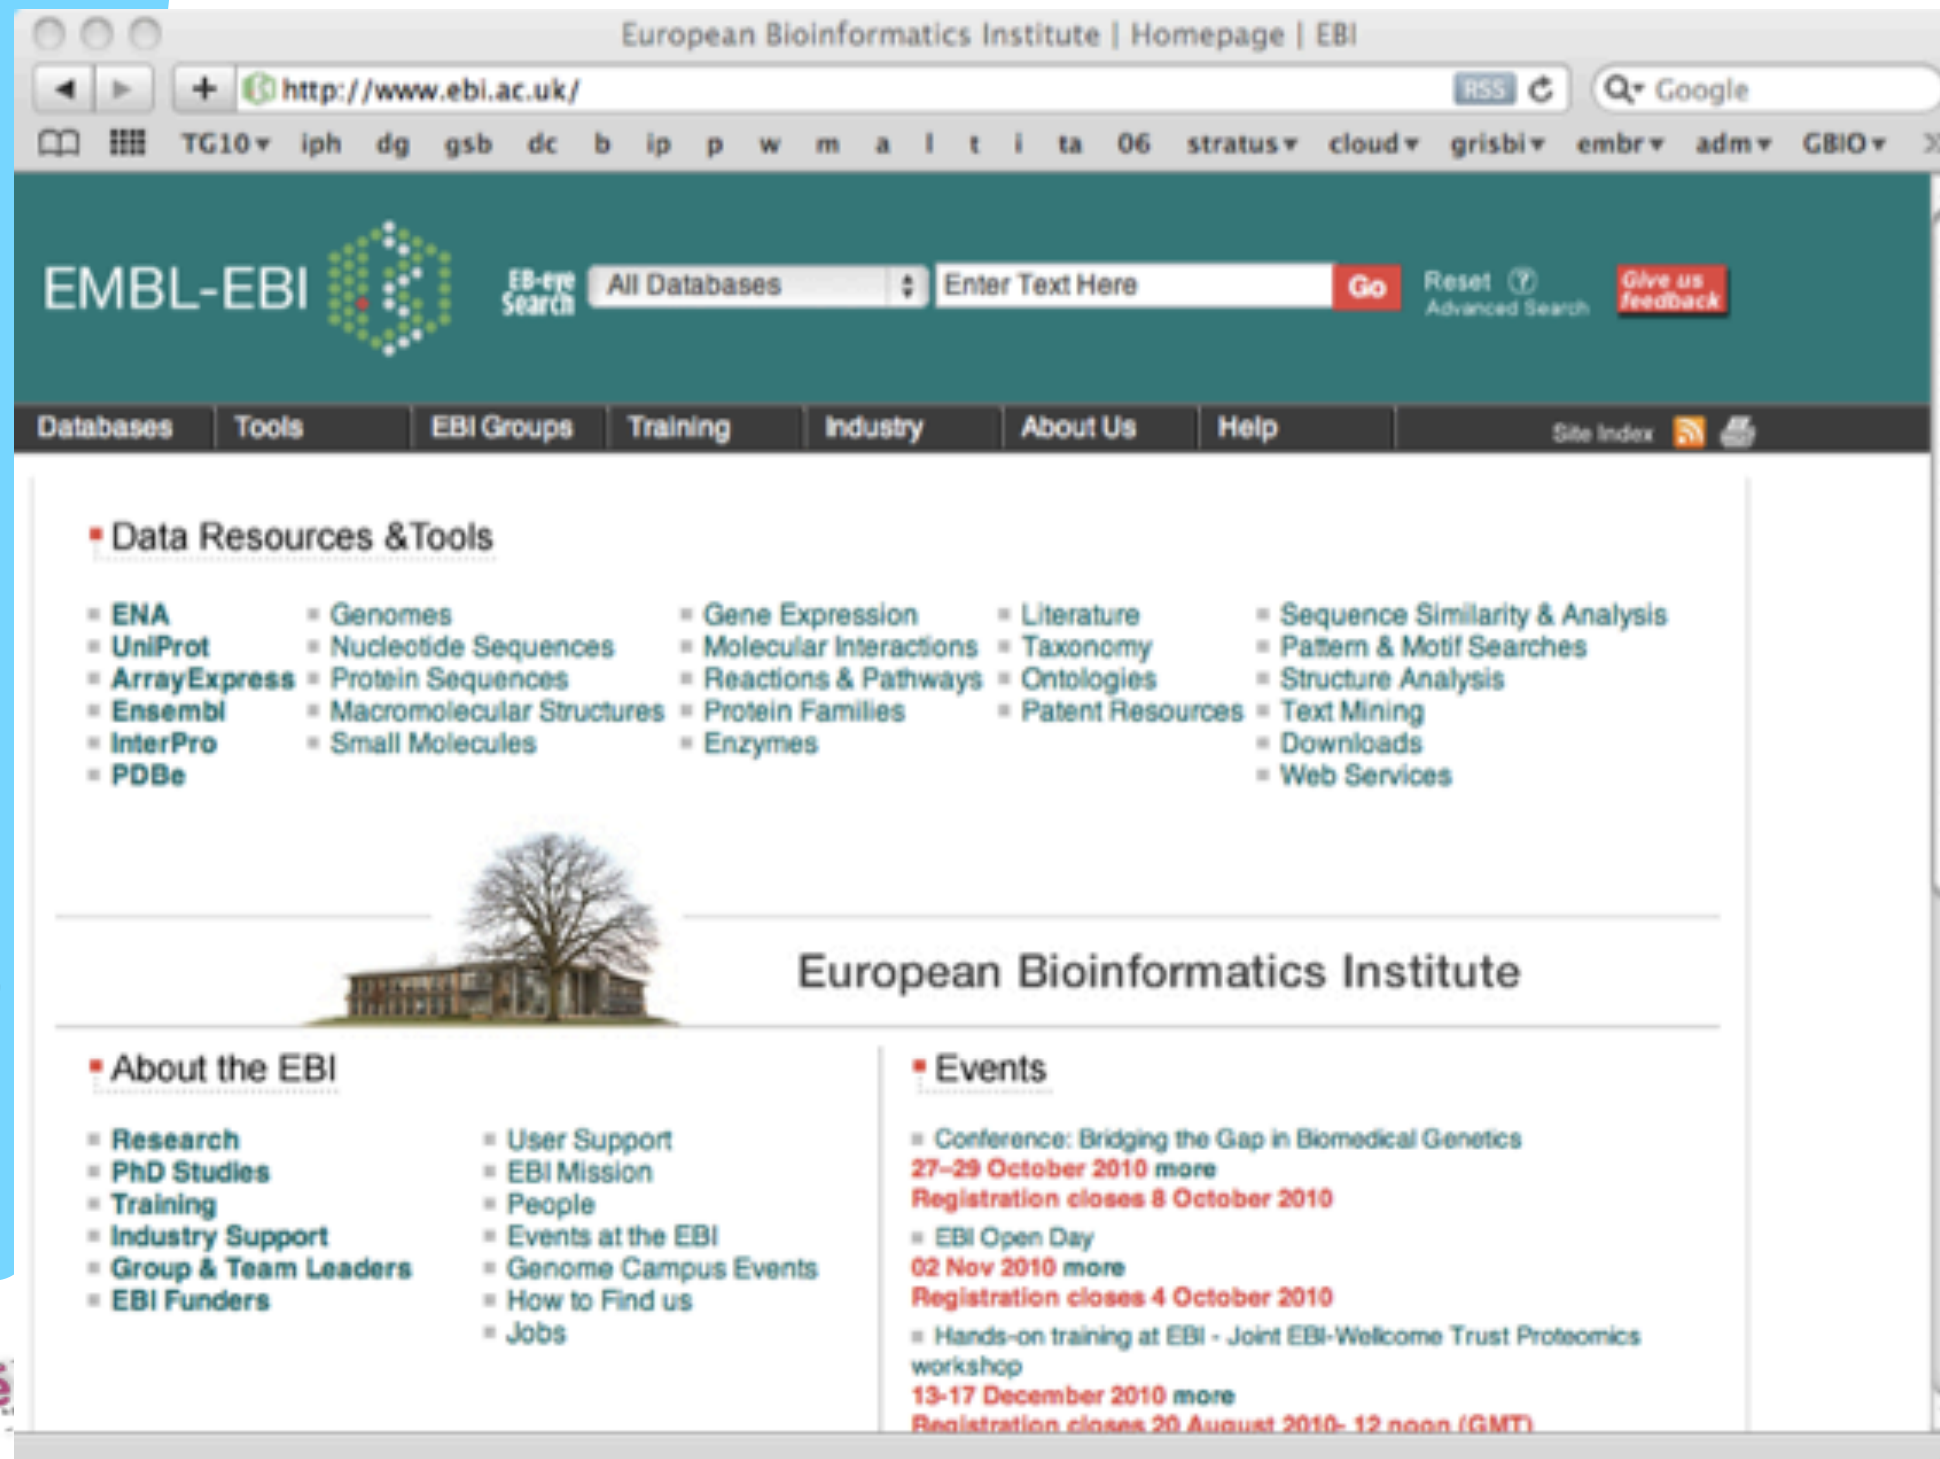 European Bioinformatics Institute | Homepage | EBI
http://www.ebi.ac.uk/ RSS Google
TG10 iph dg gsb dc b ip p w m a l t i ta 06 stratus cloud grisbi embr adm GBIO
EMBL-EBI EB-eye Search All Databases Enter Text Here Go Reset ? Advanced Search Give us feedback
Databases Tools EBI Groups Training Industry About Us Help Site Index
Data Resources &Tools
ENA Genomes Gene Expression Literature Sequence Similarity & Analysis
UniProt Nucleotide Sequences Molecular Interactions Taxonomy Pattern & Motif Searches
ArrayExpress Protein Sequences Reactions & Pathways Ontologies Structure Analysis
Ensembl Macromolecular Structures Protein Families Patent Resources Text Mining
InterPro Small Molecules Enzymes Downloads
PDBe Web Services
European Bioinformatics Institute
About the EBI
Research User Support
PhD Studies EBI Mission
Training People
Industry Support Events at the EBI
Group & Team Leaders Genome Campus Events
EBI Funders How to Find us
Jobs
Events
Conference: Bridging the Gap in Biomedical Genetics
27–29 October 2010 more
Registration closes 8 October 2010
EBI Open Day
02 Nov 2010 more
Registration closes 4 October 2010
Hands-on training at EBI - Joint EBI-Wellcome Trust Proteomics
workshop
13-17 December 2010 more
Registration closes 20 August 2010- 12 noon (GMT)